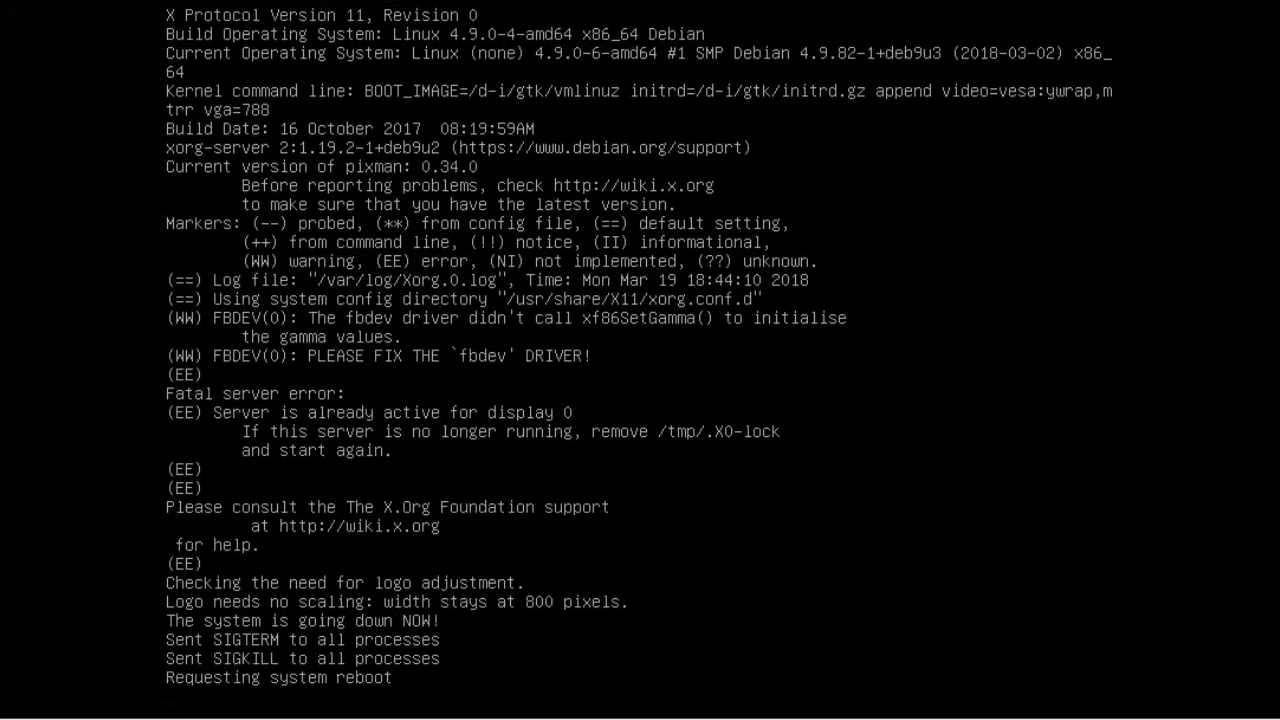 X Protocol Version 11, Revision 0
Build Operating System: Linux 4.9.0-4-amd64 x86_64 Debian
Current Operating System: Linux (none) 4.9.0-6-amd64 #1 SMP Debian 4.9.82-1+deb9u3 (2018-03-02) x86_
64
Kernel command line: BOOT_IMAGE=/d-i/gtk/vmlinuz initrd=/d-i/gtk/initrd.gz append video=vesa:ywrap,m
trr vga=788
Build Date: 16 October 2017  08:19:59AM
xorg-server 2:1.19.2-1+deb9u2 (https://www.debian.org/support)
Current version of pixman: 0.34.0
        Before reporting problems, check http://wiki.x.org
        to make sure that you have the latest version.
Markers: (--) probed, (**) from config file, (==) default setting,
        (++) from command line, (!!) notice, (II) informational,
        (WW) warning, (EE) error, (NI) not implemented, (??) unknown.
(==) Log file: "/var/log/Xorg.0.log", Time: Mon Mar 19 18:44:10 2018
(==) Using system config directory "/usr/share/X11/xorg.conf.d"
(WW) FBDEV(0): The fbdev driver didn't call xf86SetGamma() to initialise
        the gamma values.
(WW) FBDEV(0): PLEASE FIX THE `fbdev' DRIVER!
(EE)
Fatal server error:
(EE) Server is already active for display 0
        If this server is no longer running, remove /tmp/.X0-lock
        and start again.
(EE)
(EE)
Please consult the The X.Org Foundation support
         at http://wiki.x.org
 for help.
(EE)
Checking the need for logo adjustment.
Logo needs no scaling: width stays at 800 pixels.
The system is going down NOW!
Sent SIGTERM to all processes
Sent SIGKILL to all processes
Requesting system reboot